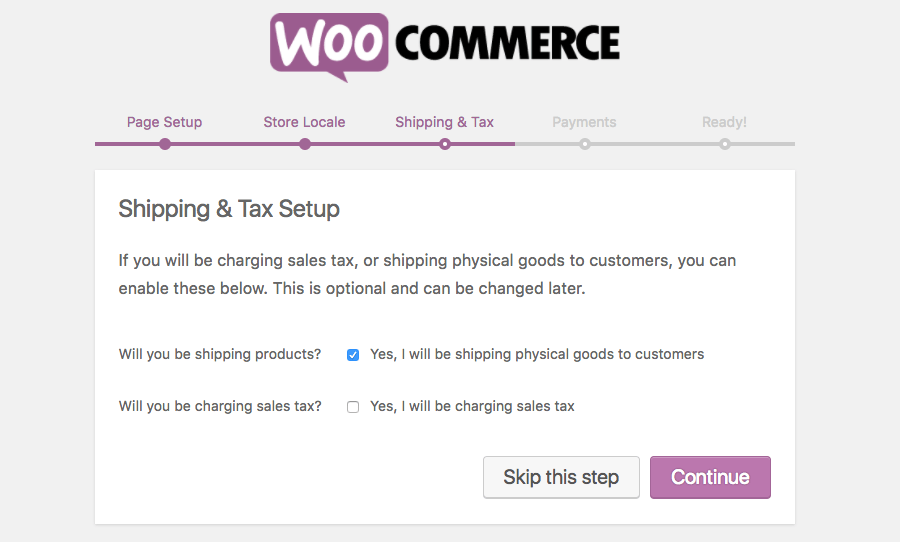 WOO COMMERCE
Page Setup Store Locale Shipping & Tax Payments Ready!
Shipping & Tax Setup
If you will be charging sales tax, or shipping physical goods to customers, you can
enable these below. This is optional and can be changed later.
Will you be shipping products? Yes, I will be shipping physical goods to customers
Will you be charging sales tax? Yes, I will be charging sales tax
Skip this step Continue